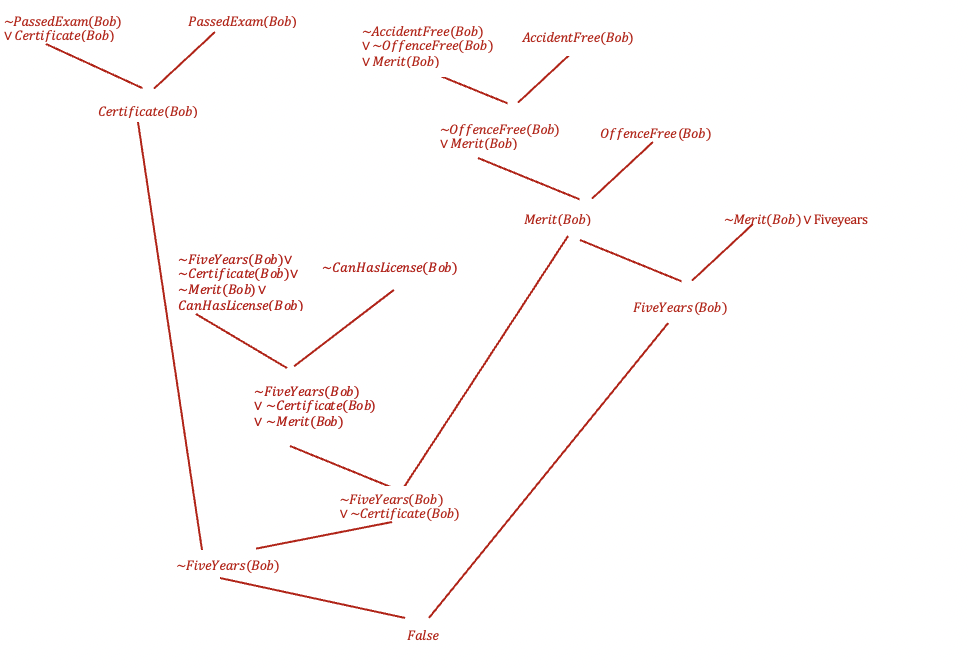 ~PassedExam(Bob)
∨ Certificate(Bob)
PassedExam(Bob)
~AccidentFree(Bob)
∨ ~OffenceFree(Bob)
∨ Merit(Bob)
AccidentFree(Bob)
Certificate(Bob)
~OffenceFree(Bob)
∨ Merit(Bob)
OffenceFree(Bob)
Merit(Bob)
~Merit(Bob) ∨ Fiveyears
~FiveYears(Bob)∨
~Certificate(Bob)∨
~Merit(Bob) ∨
CanHasLicense(Bob)
~CanHasLicense(Bob)
FiveYears(Bob)
~FiveYears(Bob)
∨ ~Certificate(Bob)
∨ ~Merit(Bob)
~FiveYears(Bob)
∨ ~Certificate(Bob)
~FiveYears(Bob)
False